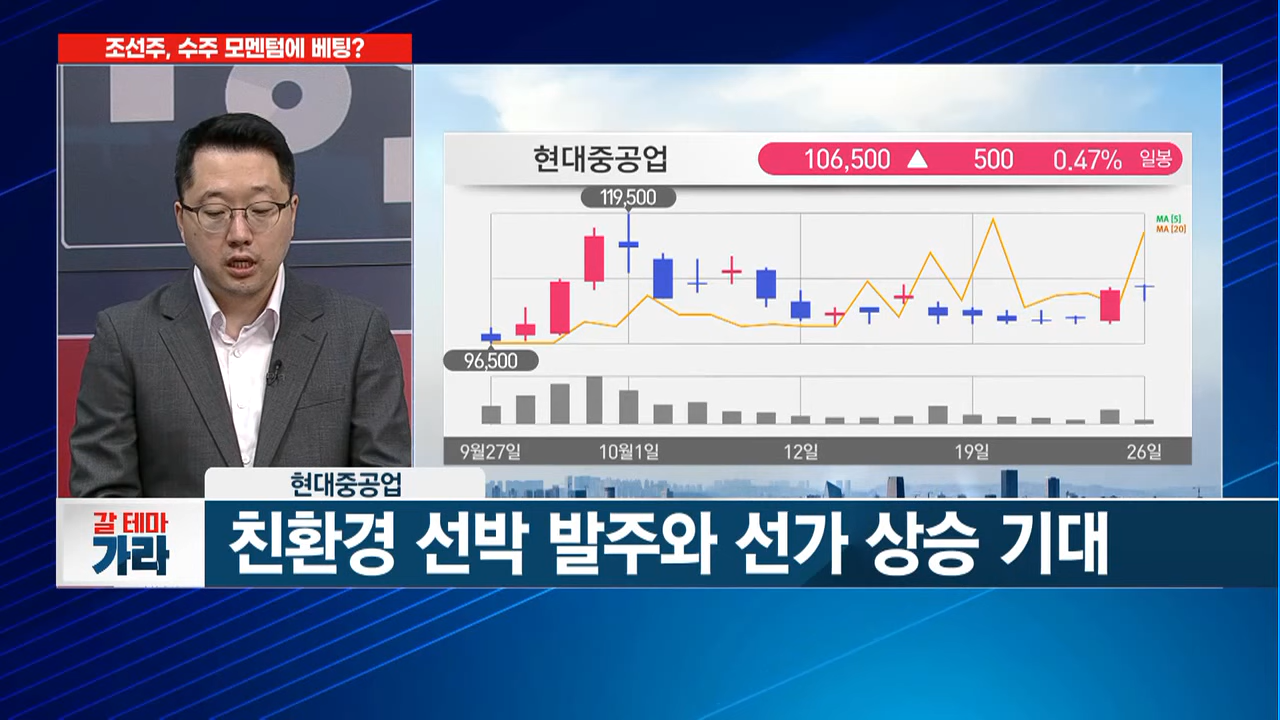 조선주, 수주 모멘텀에 베팅?
현대중공업 106,500 ▲ 500 0.47% 일봉
119,500
MA [5]
MA [20]
96,500
9월27일 10월1일 12일 19일 26일
현대중공업
갈 테마
가라
친환경 선박 발주와 선가 상승 기대